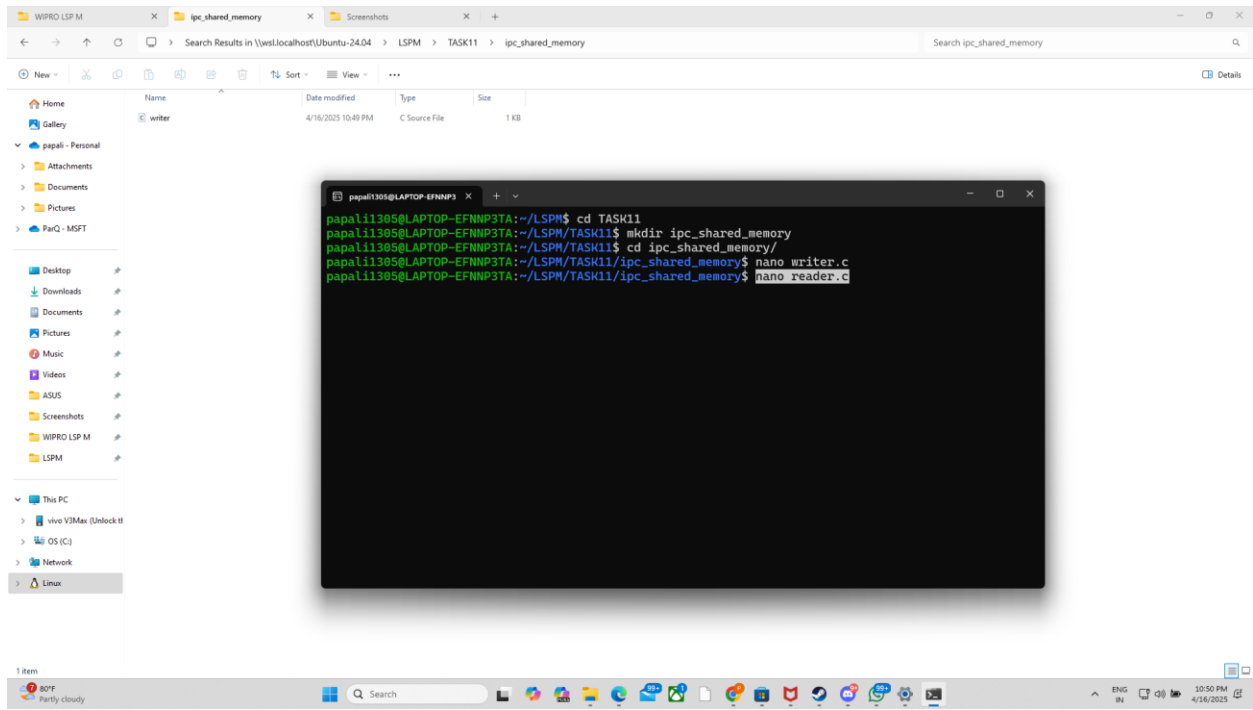 WIPRO LSP M
ipc_shared_memory
Screenshots
Search Results in \\wsl.localhost\Ubuntu-24.04 > LSPM > TASK11 > ipc_shared_memory
Search ipc_shared_memory
New
Sort
View
Details
Name Date modified Type Size
writer 4/16/2025 10:49 PM C Source File 1 KB
Home
Gallery
papali - Personal
Attachments
Documents
Pictures
ParQ - MSFT
Desktop
Downloads
Documents
Pictures
Music
Videos
ASUS
Screenshots
WIPRO LSP M
LSPM
This PC
vivo V3Max (Unlock th
OS (C:)
Network
Linux
papali1305@LAPTOP-EFNNP3
papali1305@LAPTOP-EFNNP3TA:~/LSPM$ cd TASK11
papali1305@LAPTOP-EFNNP3TA:~/LSPM/TASK11$ mkdir ipc_shared_memory
papali1305@LAPTOP-EFNNP3TA:~/LSPM/TASK11$ cd ipc_shared_memory/
papali1305@LAPTOP-EFNNP3TA:~/LSPM/TASK11/ipc_shared_memory$ nano writer.c
papali1305@LAPTOP-EFNNP3TA:~/LSPM/TASK11/ipc_shared_memory$ nano reader.c
1 item
7
80°F
Partly cloudy
Search
99+
99+
ENG
IN
10:50 PM
4/16/2025